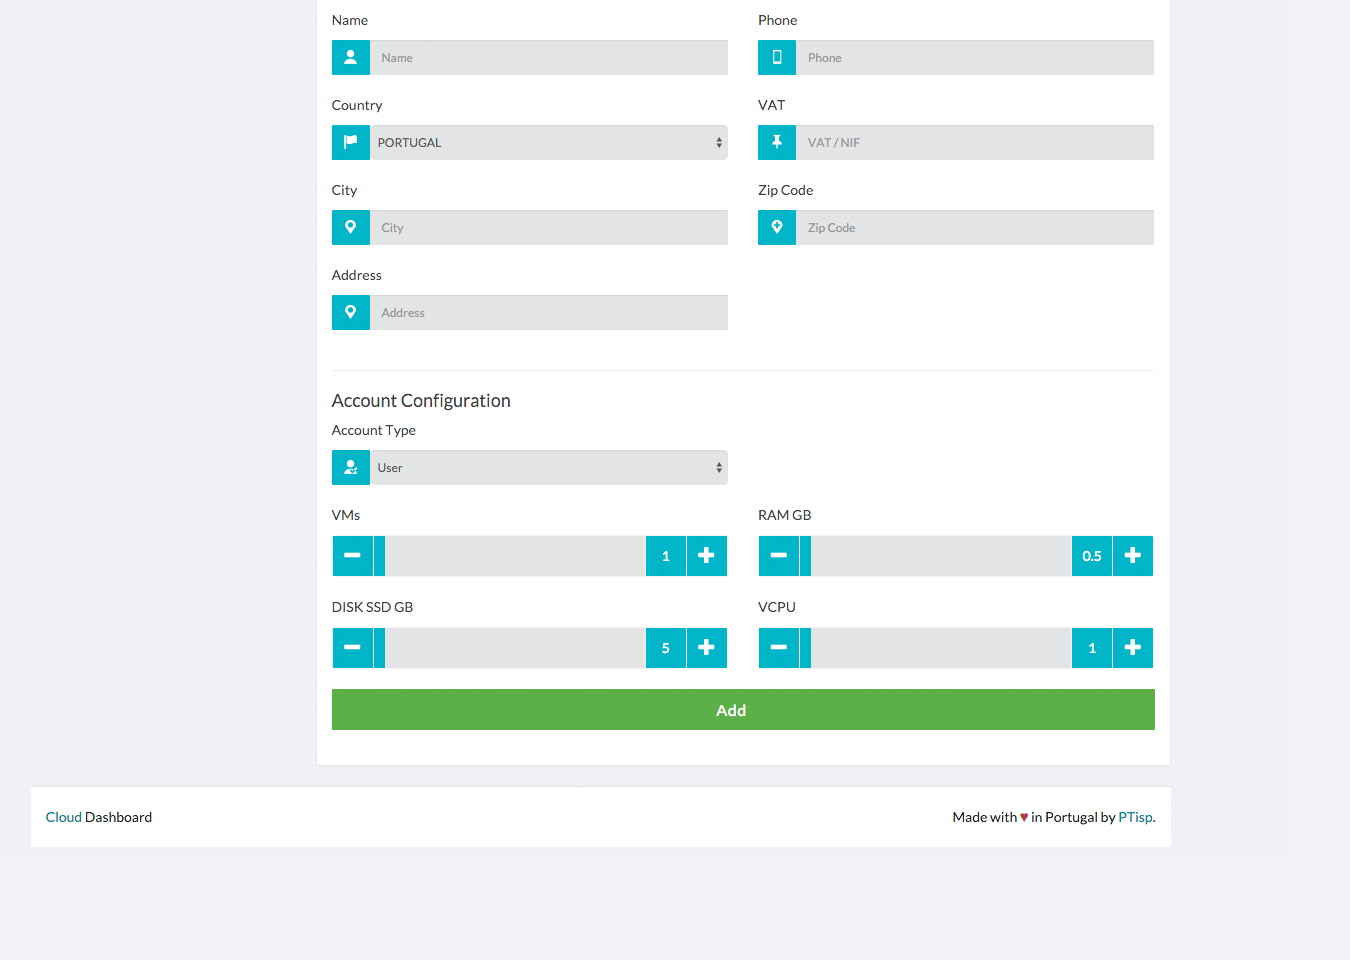 Name
Phone
Name
Phone
Country
VAT
PORTUGAL
VAT / NIF
City
Zip Code
City
Zip Code
Address
Address
Account Configuration
Account Type
User
VMs
RAM GB
1
0.5
DISK SSD GB
VCPU
5
1
Add
Cloud Dashboard
Made with ♥ in Portugal by PTisp.